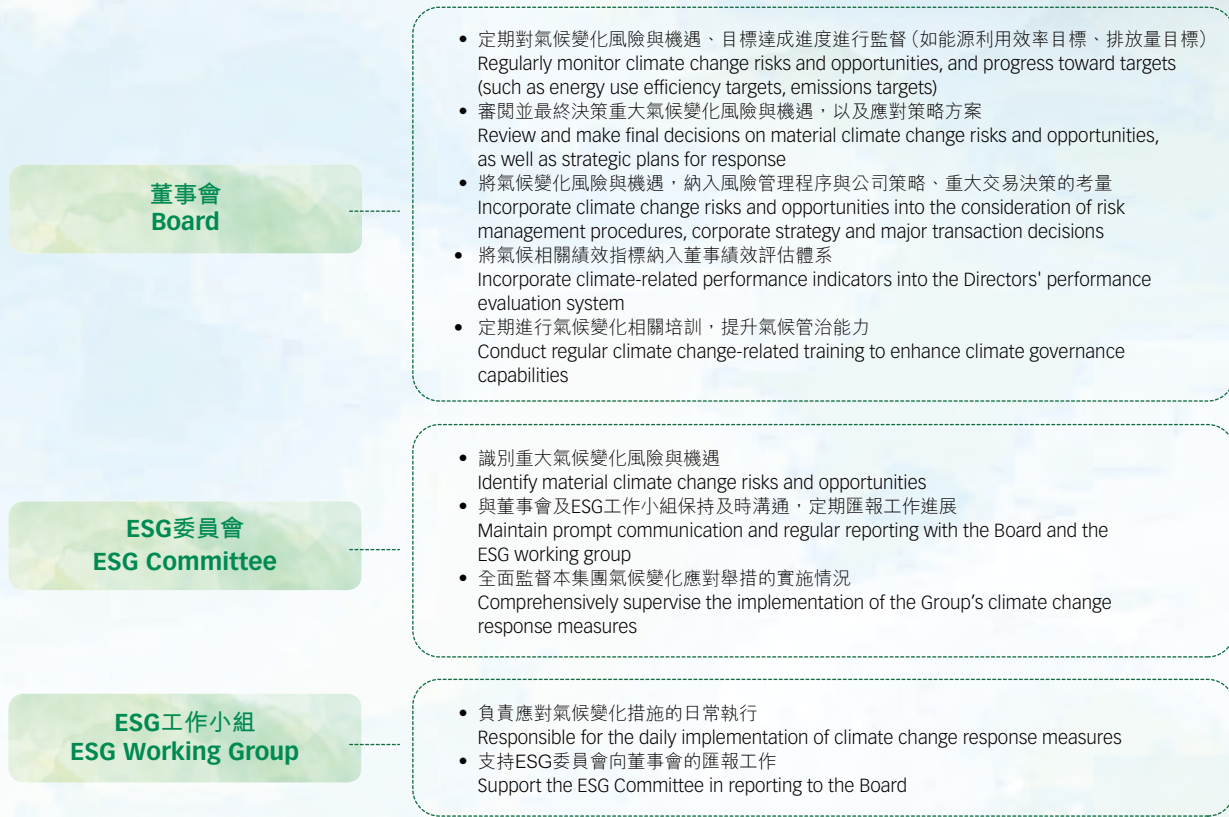 董事會
Board
• 定期對氣候變化風險與機遇、目標達成進度進行監督（如能源利用效率目標、排放量目標）
Regularly monitor climate change risks and opportunities, and progress toward targets
(such as energy use efficiency targets, emissions targets)
• 審閱並最終決策重大氣候變化風險與機遇，以及應對策略方案
Review and make final decisions on material climate change risks and opportunities,
as well as strategic plans for response
• 將氣候變化風險與機遇，納入風險管理程序與公司策略、重大交易決策的考量
Incorporate climate change risks and opportunities into the consideration of risk
management procedures, corporate strategy and major transaction decisions
• 將氣候相關績效指標納入董事績效評估體系
Incorporate climate-related performance indicators into the Directors' performance
evaluation system
• 定期進行氣候變化相關培訓，提升氣候管治能力
Conduct regular climate change-related training to enhance climate governance
capabilities
ESG委員會
ESG Committee
• 識別重大氣候變化風險與機遇
Identify material climate change risks and opportunities
• 與董事會及ESG工作小組保持及時溝通，定期匯報工作進展
Maintain prompt communication and regular reporting with the Board and the
ESG working group
• 全面監督本集團氣候變化應對舉措的實施情況
Comprehensively supervise the implementation of the Group’s climate change
response measures
ESG工作小組
ESG Working Group
• 負責應對氣候變化措施的日常執行
Responsible for the daily implementation of climate change response measures
• 支持ESG委員會向董事會的匯報工作
Support the ESG Committee in reporting to the Board